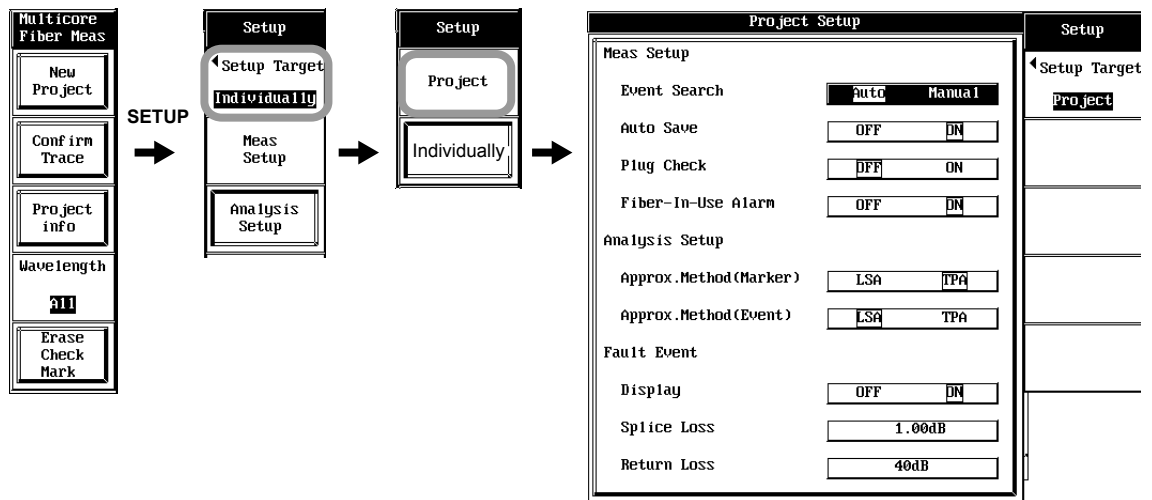 Multicore
Fiber Meas
New
Project
Confirm
Trace
Project
info
Wavelength
All
Erase
Check
Mark
SETUP
Setup
Setup Target
Individually
Meas
Setup
Analysis
Setup
Setup
Project
Individually
Project Setup
Meas Setup
Event Search Auto Manual
Auto Save OFF ON
Plug Check OFF ON
Fiber-In-Use Alarm OFF ON
Analysis Setup
Approx.Method(Marker) LSA TPA
Approx.Method(Event) LSA TPA
Fault Event
Display OFF ON
Splice Loss 1.00dB
Return Loss 40dB
Setup
Setup Target
Project